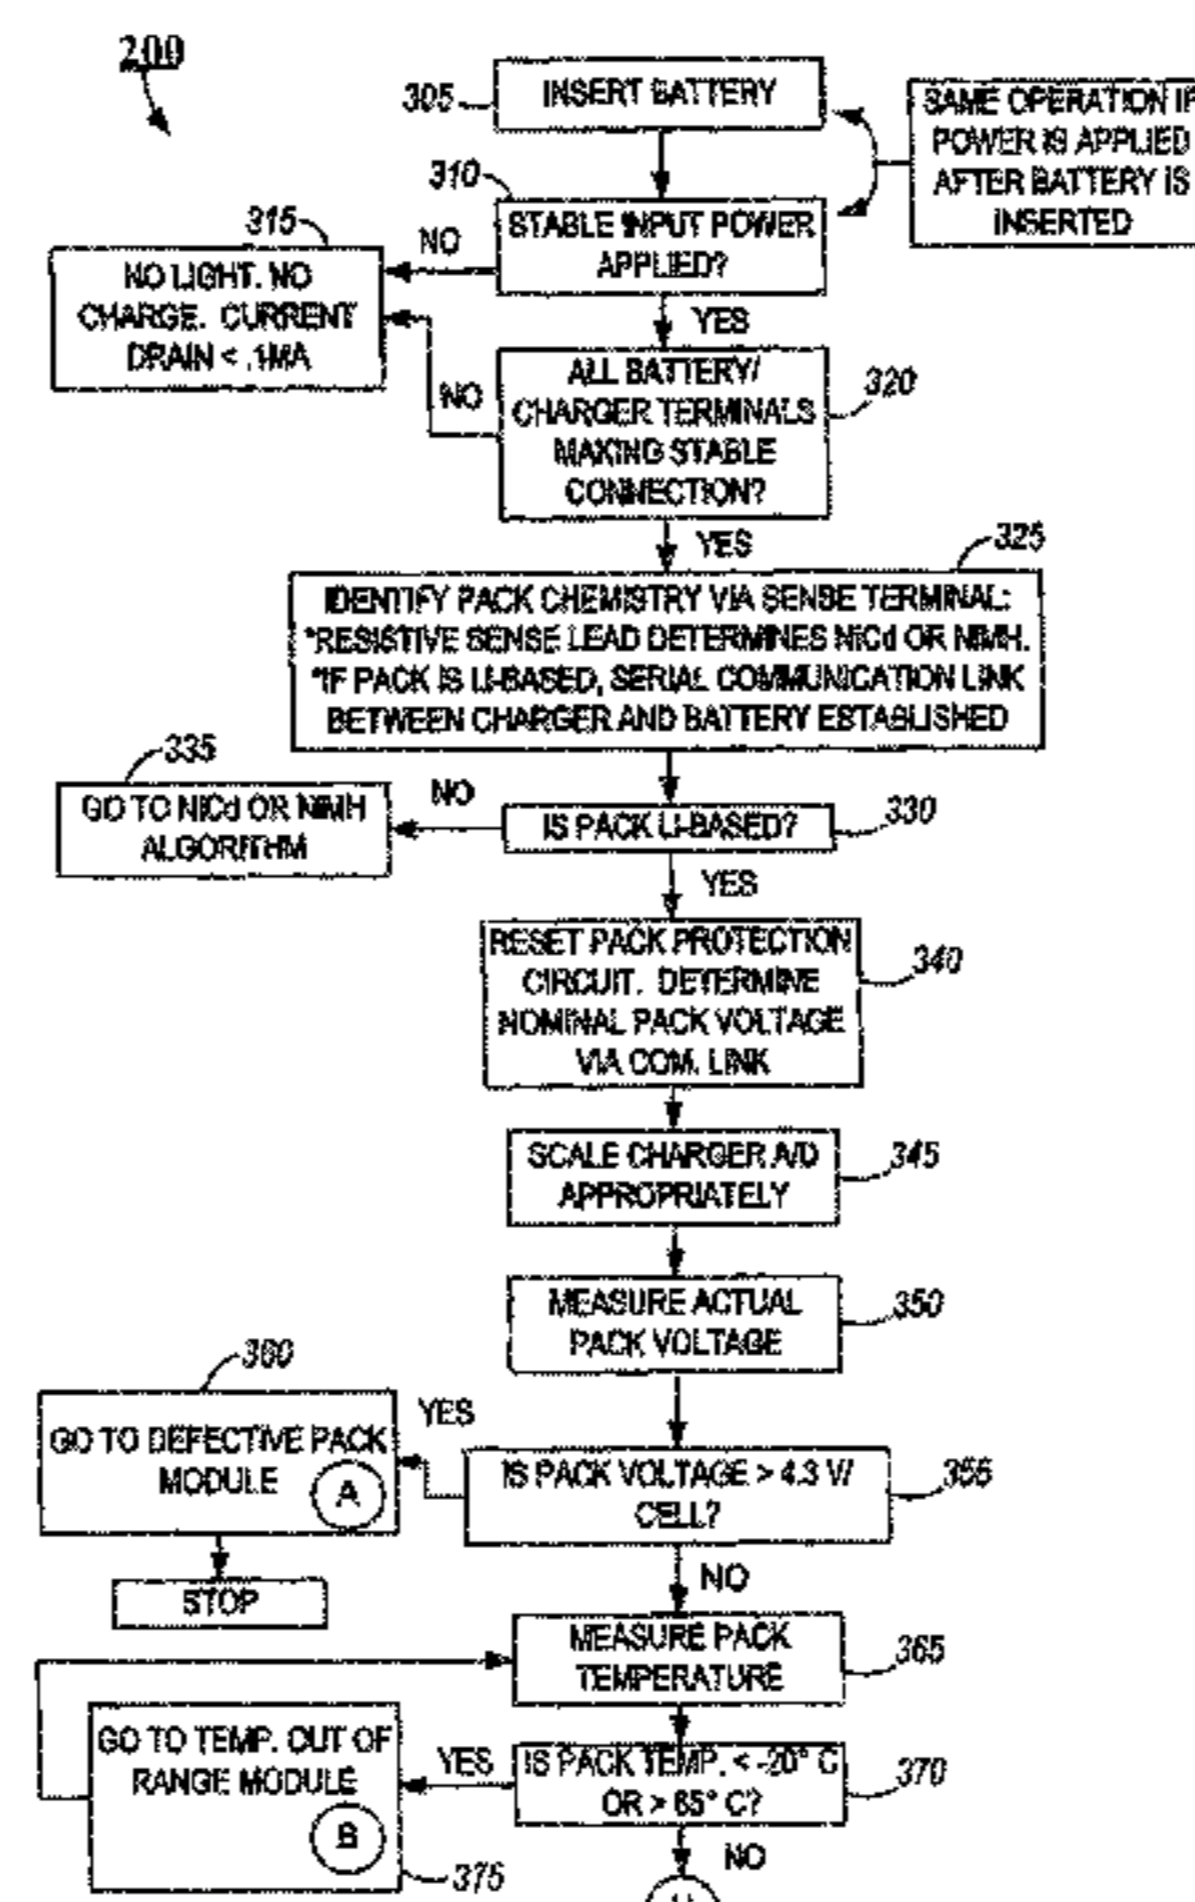 200
305
INSERT BATTERY
SAME OPERATION IF
POWER IS APPLIED
AFTER BATTERY IS
INSERTED
310
STABLE INPUT POWER
APPLIED?
NO
315
NO LIGHT. NO
CHARGE. CURRENT
DRAIN < .1MA
YES
ALL BATTERY/
CHARGER TERMINALS
MAKING STABLE
CONNECTION?
320
NO
YES
325
IDENTIFY PACK CHEMISTRY VIA SENSE TERMINAL:
*RESISTIVE SENSE LEAD DETERMINES NiCd OR NIMH.
*IF PACK IS LI-BASED, SERIAL COMMUNICATION LINK
BETWEEN CHARGER AND BATTERY ESTABLISHED
335
GO TO NICd OR NIMH
ALGORITHM
NO
IS PACK LI-BASED?
330
YES
RESET PACK PROTECTION
CIRCUIT. DETERMINE
NOMINAL PACK VOLTAGE
VIA COM. LINK
340
SCALE CHARGER A/D
APPROPRIATELY
345
MEASURE ACTUAL
PACK VOLTAGE
350
360
GO TO DEFECTIVE PACK
MODULE
A
YES
IS PACK VOLTAGE > 4.3 V/
CELL?
355
STOP
NO
MEASURE PACK
TEMPERATURE
365
GO TO TEMP. OUT OF
RANGE MODULE
B
375
YES
IS PACK TEMP. < -20° C
OR > 65° C?
370
NO